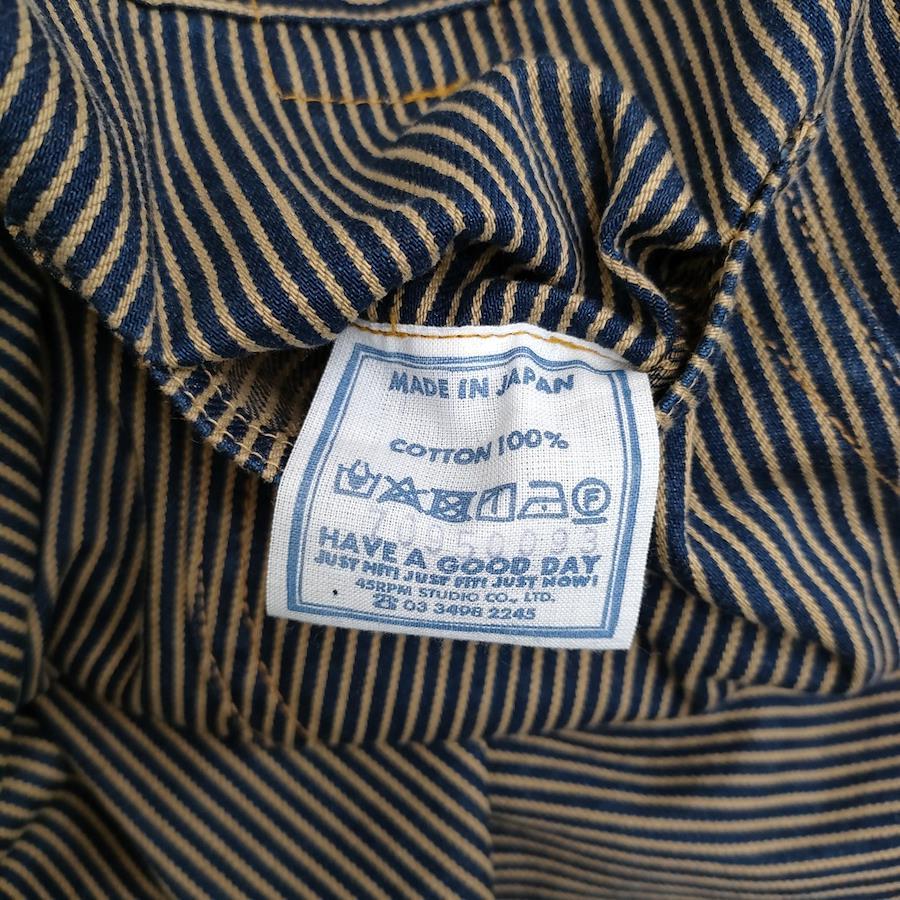 MADE IN JAPAN
COTTON 100%
F
HAVE A GOOD DAY
JUST HIT! JUST FIT! JUST NOW!
45RPM STUDIO CO., LTD.
☎ 03 3498 2245